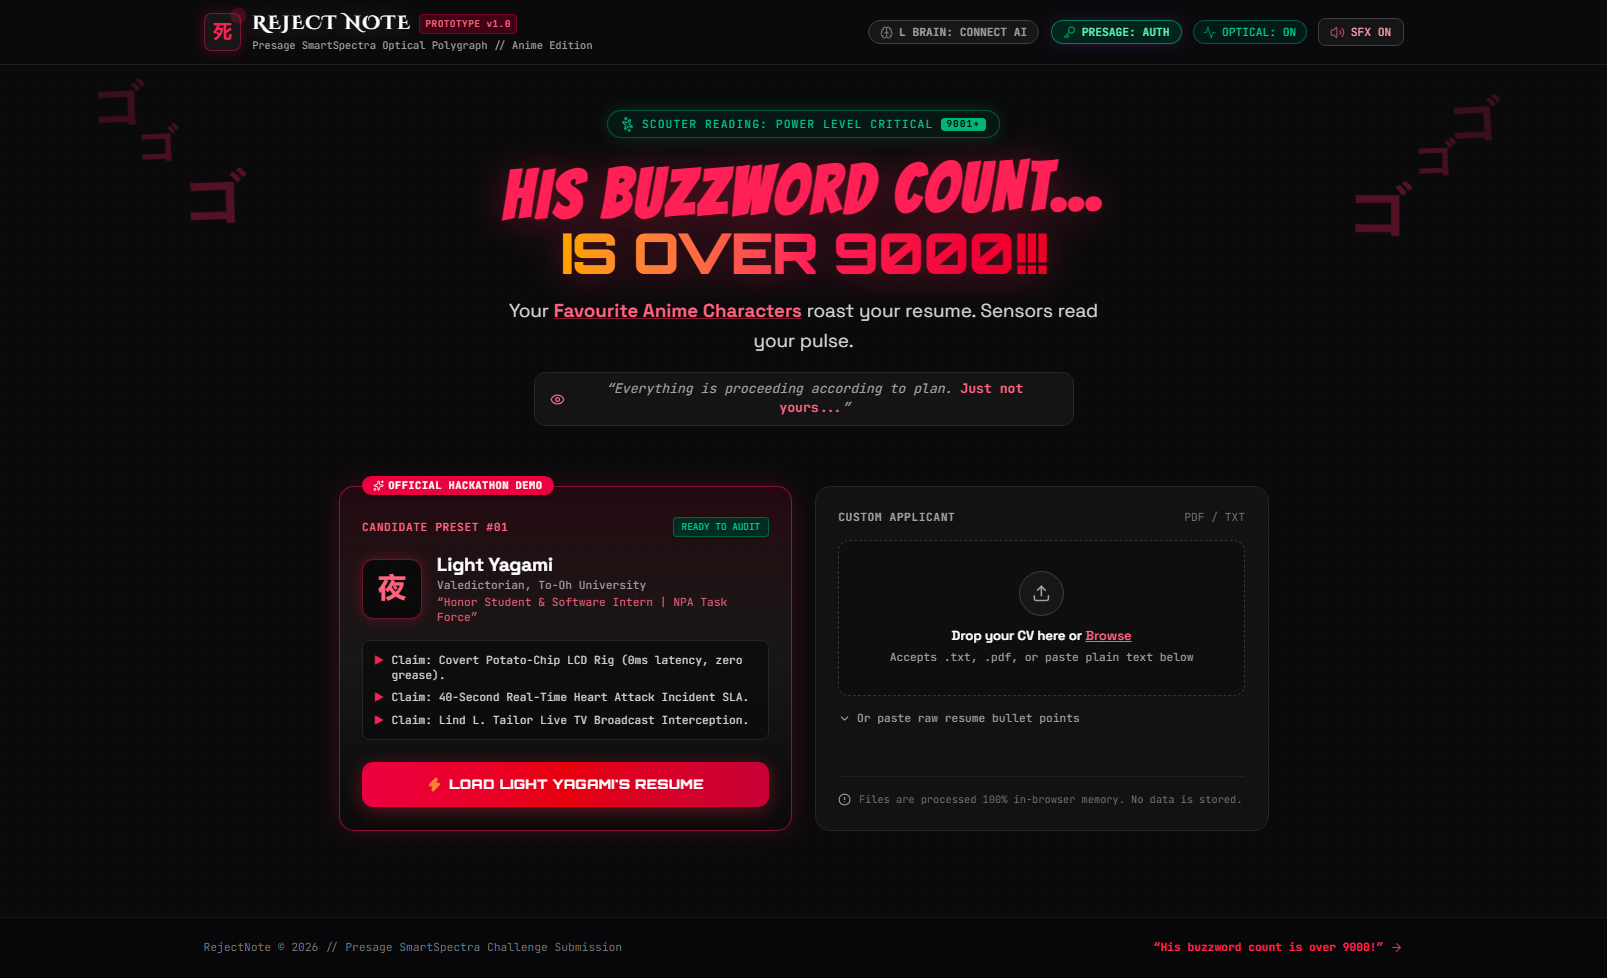 死
REJECT NOTE
PROTOTYPE v1.0
Presage SmartSpectra Optical Polygraph // Anime Edition
L BRAIN: CONNECT AI
PRESAGE: AUTH
OPTICAL: ON
SFX ON
ゴ
ゴ
ゴ
ゴ
ゴ
ゴ
SCOUTER READING: POWER LEVEL CRITICAL 9001+
HIS BUZZWORD COUNT...
IS OVER 9000!!!
Your Favourite Anime Characters roast your resume. Sensors read
your pulse.
“Everything is proceeding according to plan. Just not
yours...”
OFFICIAL HACKATHON DEMO
CANDIDATE PRESET #01
READY TO AUDIT
夜
Light Yagami
Valedictorian, To-Oh University
“Honor Student & Software Intern | NPA Task
Force”
▶ Claim: Covert Potato-Chip LCD Rig (0ms latency, zero
grease).
▶ Claim: 40-Second Real-Time Heart Attack Incident SLA.
▶ Claim: Lind L. Tailor Live TV Broadcast Interception.
LOAD LIGHT YAGAMI'S RESUME
CUSTOM APPLICANT
PDF / TXT
Drop your CV here or Browse
Accepts .txt, .pdf, or paste plain text below
Or paste raw resume bullet points
Files are processed 100% in-browser memory. No data is stored.
RejectNote © 2026 // Presage SmartSpectra Challenge Submission
“His buzzword count is over 9000!” →